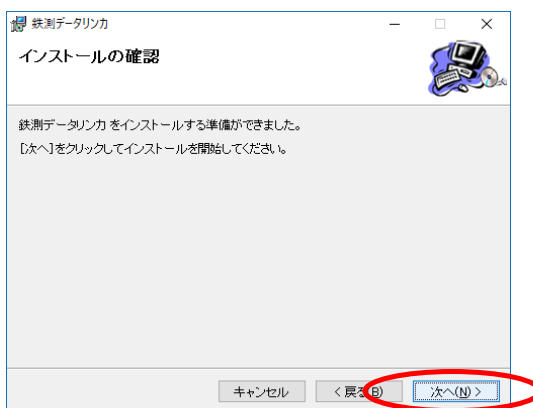 鉄測データリンカ
インストールの確認
鉄測データリンカ をインストールする準備ができました。
[次へ]をクリックしてインストールを開始してください。
キャンセル
< 戻る(B)
次へ(N) >